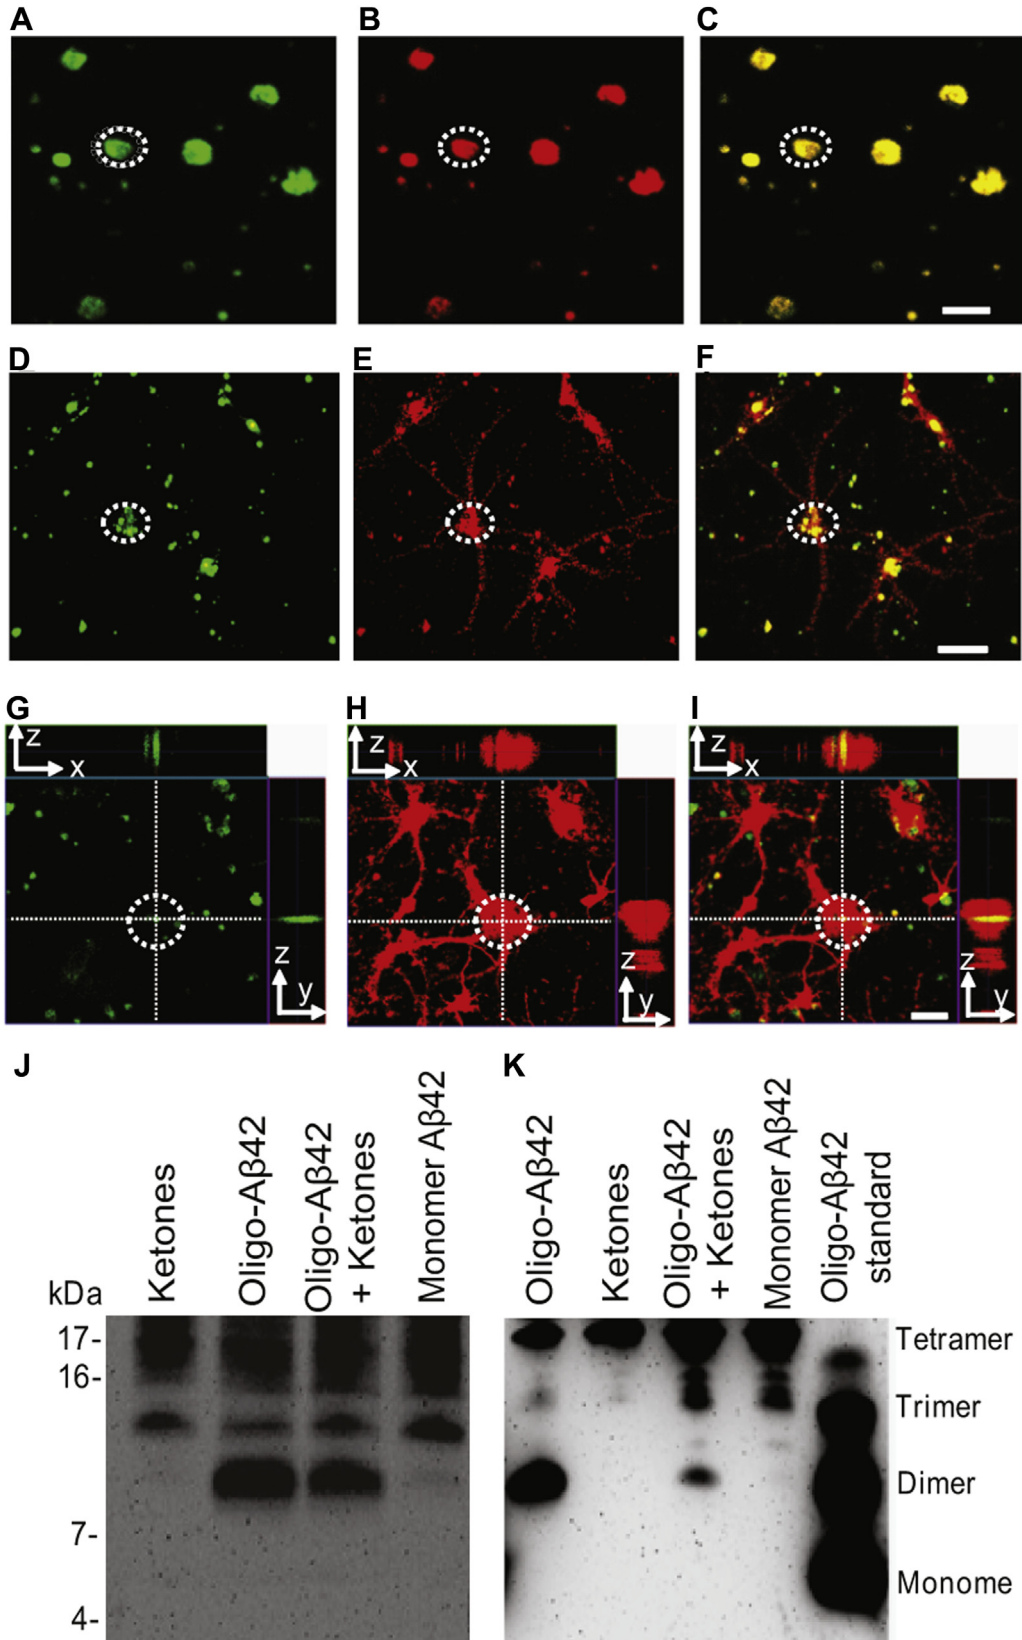 A B C
D E F
G H I
z x z x z x
z y z y z y
J K
Ketones
Oligo-Aβ42
Oligo-Aβ42
+ Ketones
Monomer Aβ42
Oligo-Aβ42
Ketones
Oligo-Aβ42
+ Ketones
Monomer Aβ42
Oligo-Aβ42
standard
kDa
17-
16-
7-
4-
Tetramer
Trimer
Dimer
Monome